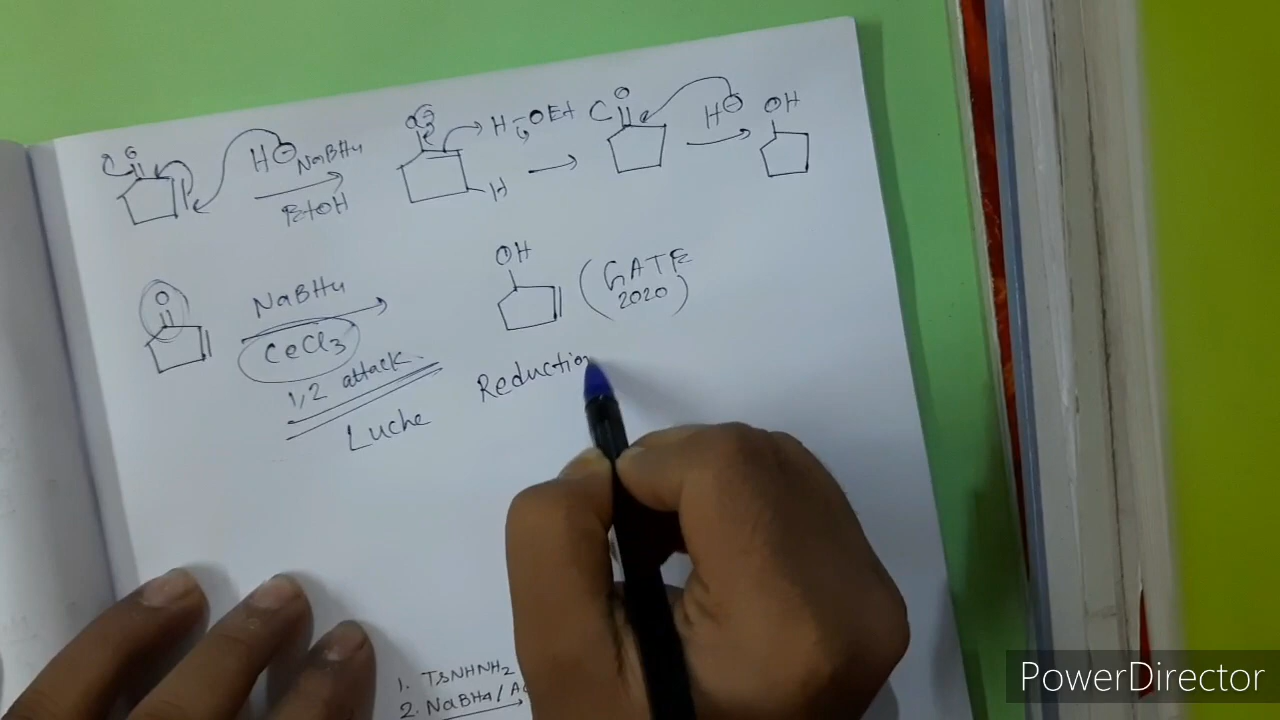 O⊖ H⊖ NaBH4 EtOH
O⊖ H-OEt H
O H⊖ OH
O NaBH4 CeCl3 OH (GATE 2020)
1,2 attack
Luche Reduction
1. TsNHNH2
2. NaBH4/A
PowerDirector